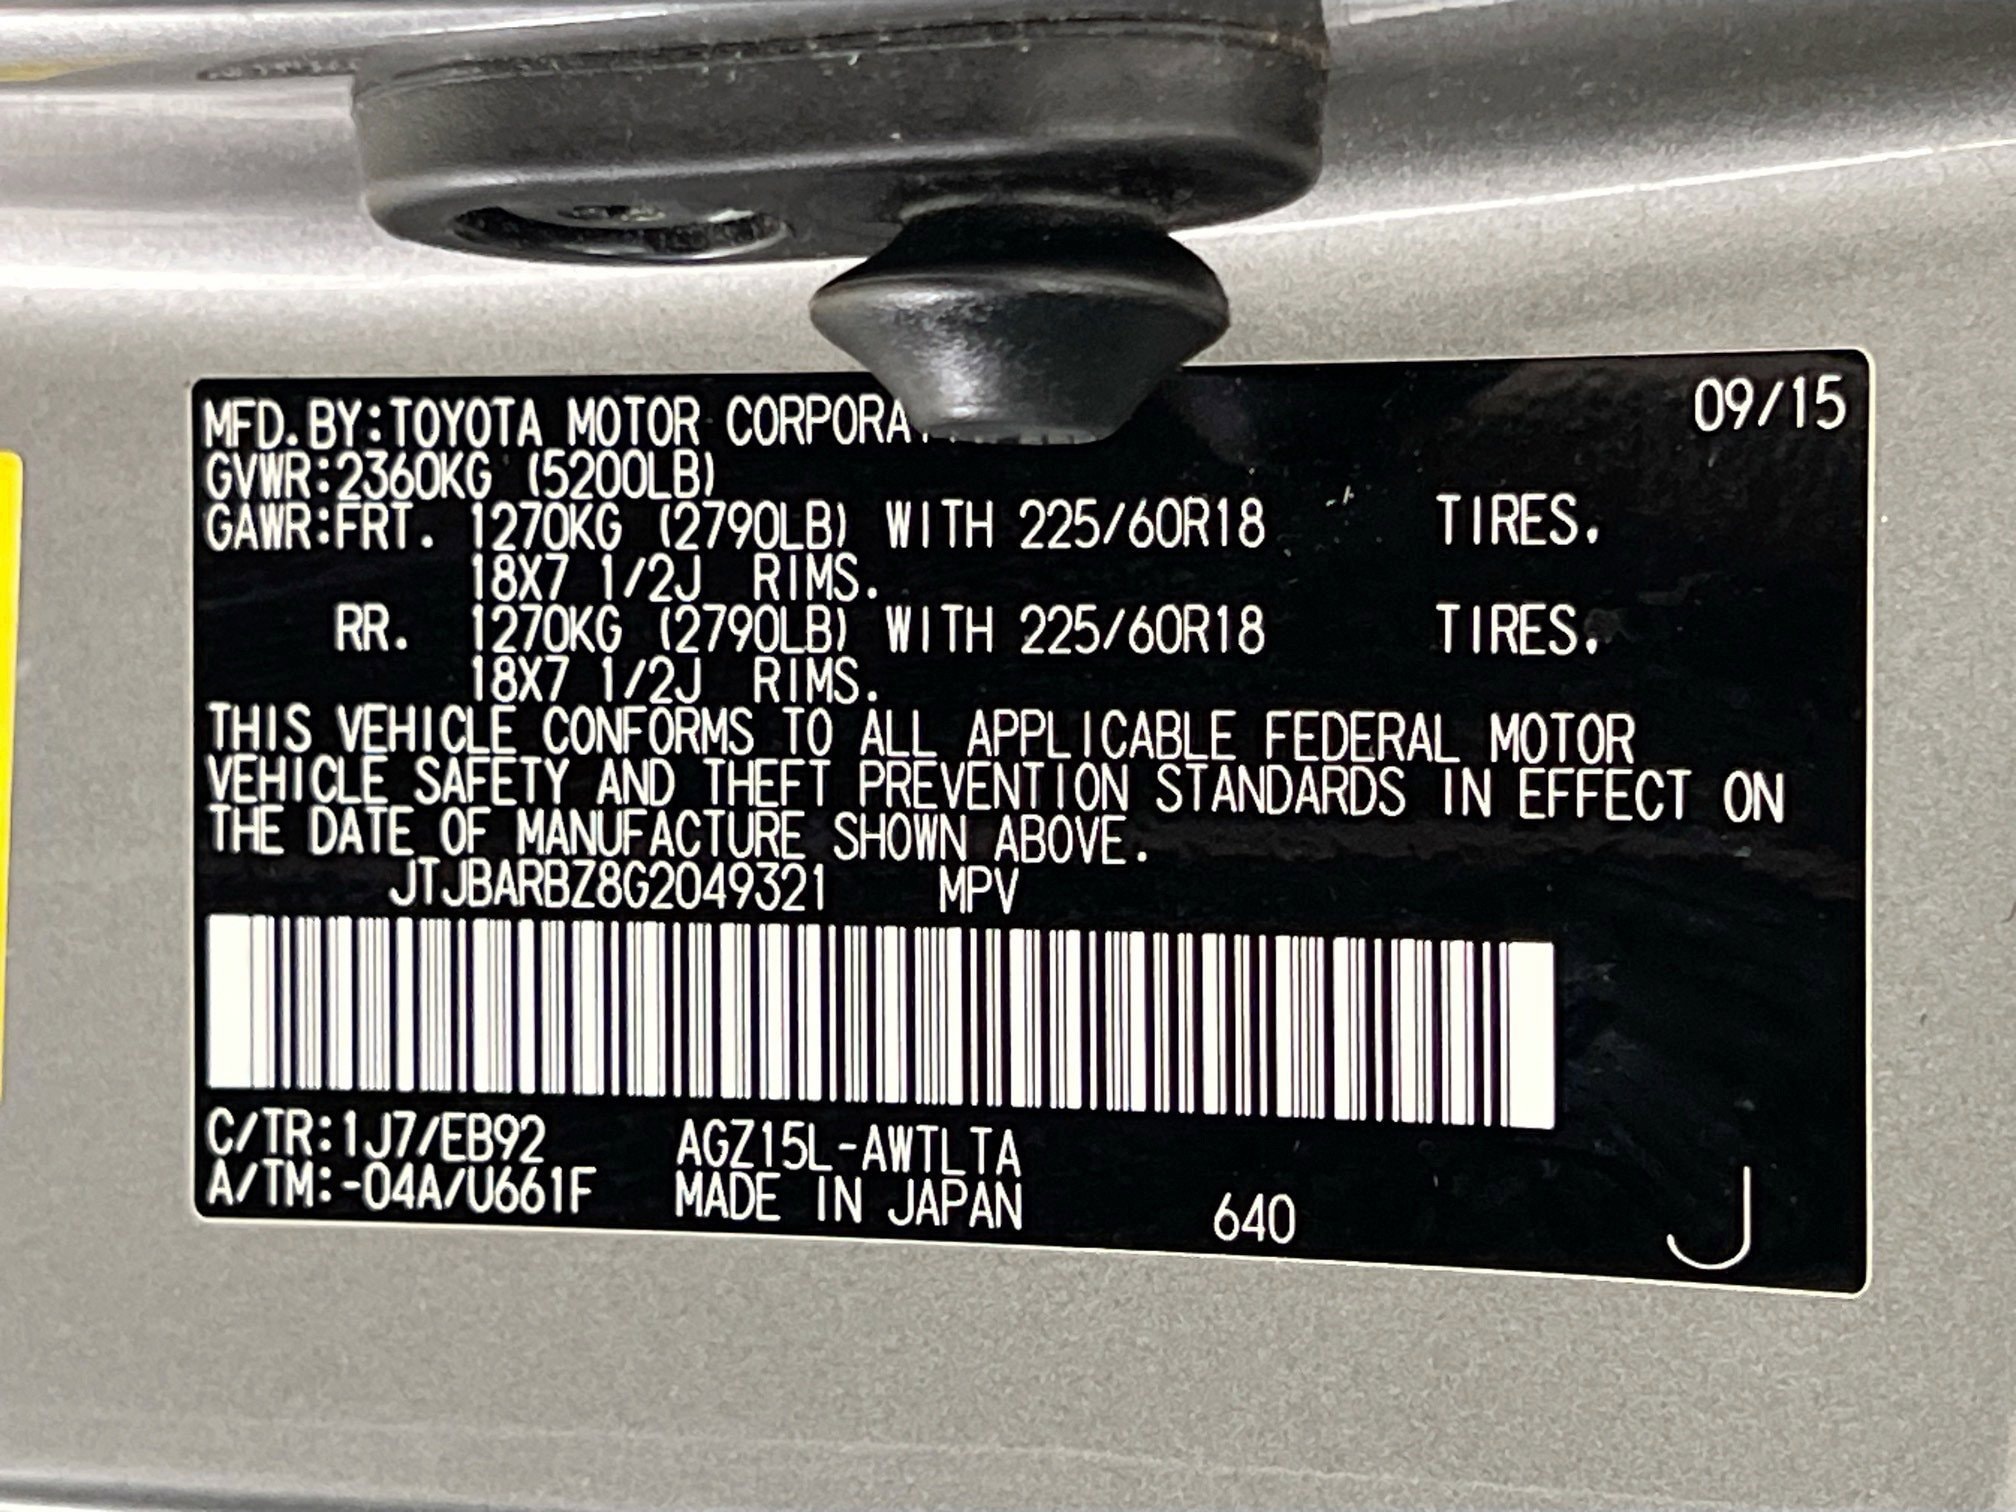 MFD.BY:TOYOTA MOTOR 09/15
GVWR:2360KG (5200LB)
GAWR:FRT. 1270KG (2790LB) WITH 225/60R18 TIRES.
18X7 1/2J RIMS.
RR. 1270KG (2790LB) WITH 225/60R18 TIRES.
18X7 1/2J RIMS.
THIS VEHICLE CONFORMS TO ALL APPLICABLE FEDERAL MOTOR
VEHICLE SAFETY AND THEFT PREVENTION STANDARDS IN EFFECT ON
THE DATE OF MANUFACTURE SHOWN ABOVE.
JTJBARBZ8G2049321 MPV
C/TR:1J7/EB92 AGZ15L-AWTLTA
A/TM:-04A/U661F MADE IN JAPAN 640 J